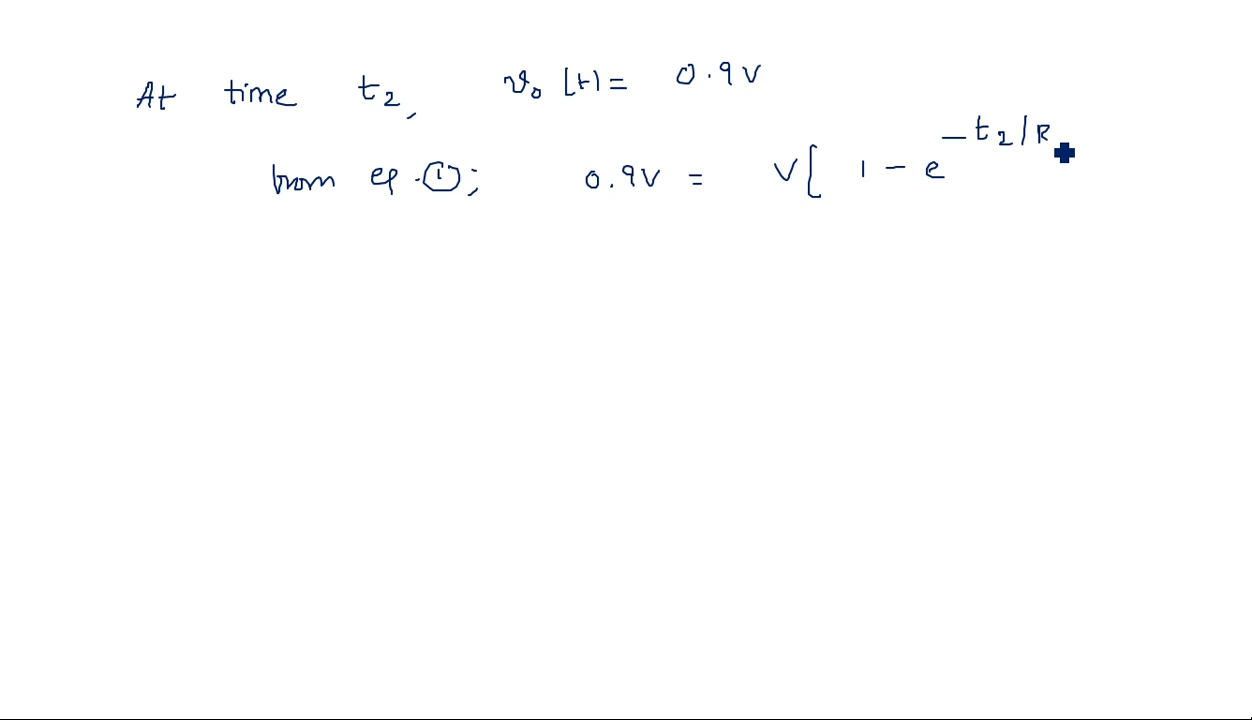 At time t₂, v₀ (t) = 0.9V
from eq. ①; 0.9V = V[ 1 - e^{-t₂/R}